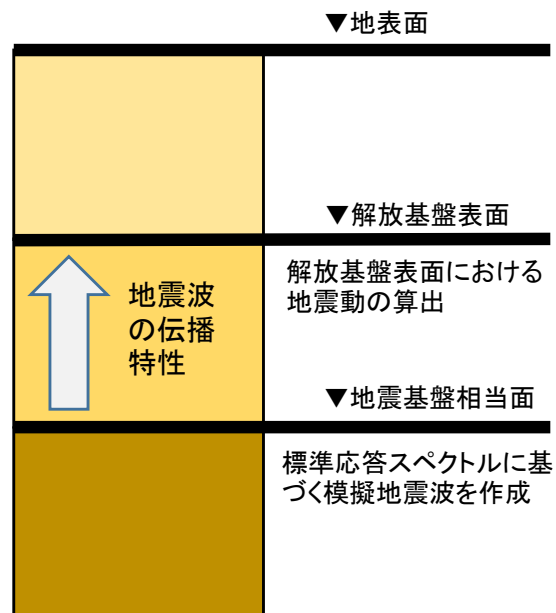 ▼地表面
▼解放基盤表面
解放基盤表面における
地震動の算出
地震波
の伝播
特性
▼地震基盤相当面
標準応答スペクトルに基
づく模擬地震波を作成